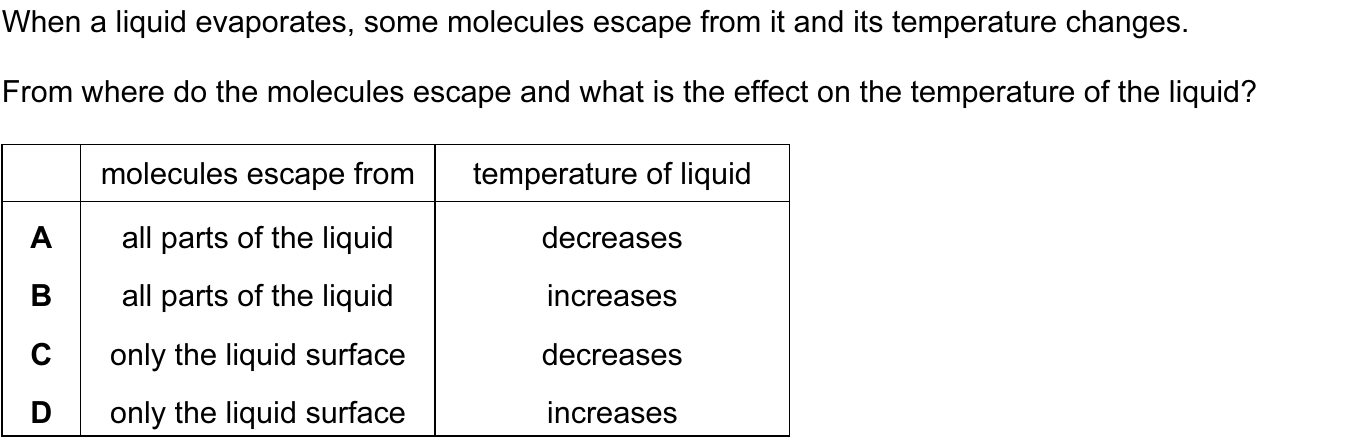 When a liquid evaporates, some molecules escape from it and its temperature changes.
From where do the molecules escape and what is the effect on the temperature of the liquid?
molecules escape from temperature of liquid
A all parts of the liquid decreases
B all parts of the liquid increases
C only the liquid surface decreases
D only the liquid surface increases